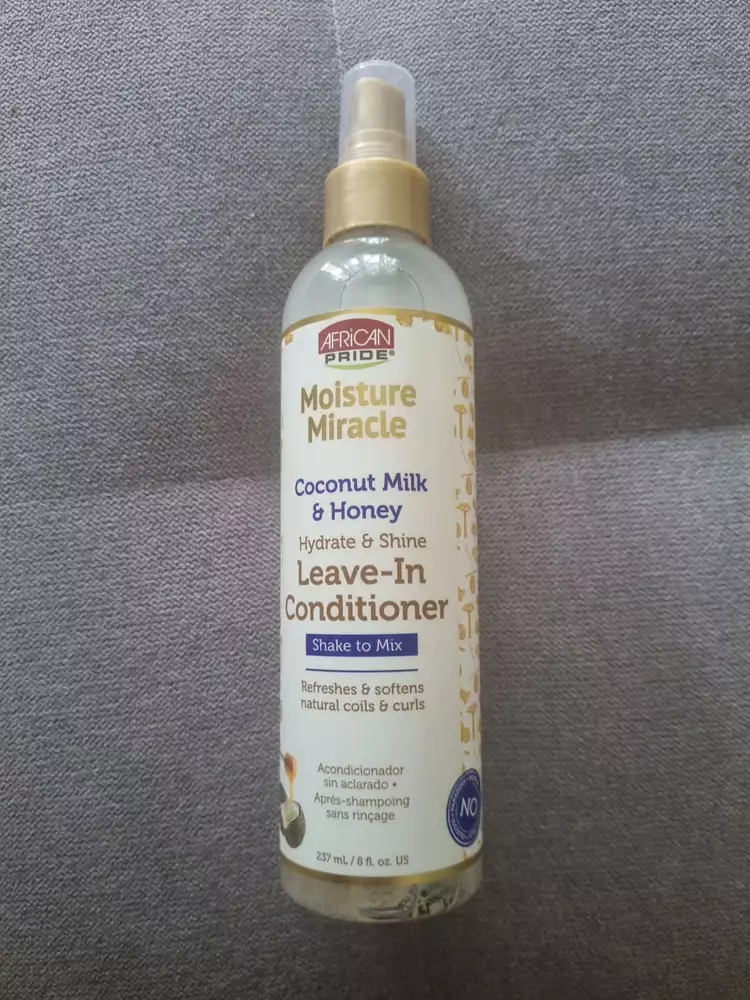 AFRICAN
PRIDE®
Moisture
Miracle
Coconut Milk
& Honey
Hydrate & Shine
Leave-In
Conditioner
Shake to Mix
Refreshes & softens
natural coils & curls
Acondicionador
sin aclarado •
Après-shampoing
sans rinçage
NO
237 mL / 8 fl. oz. US